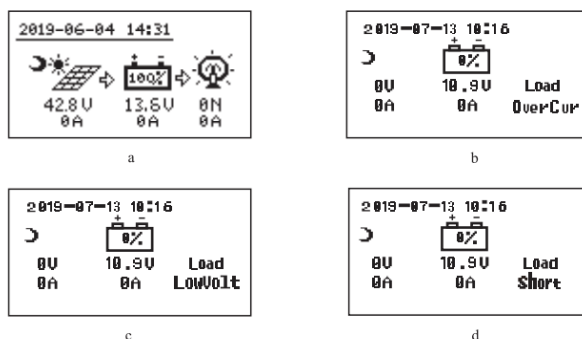 2019-06-04 14:31
+ -
100%
42.8V 13.6V 0N
0A 0A 0A
a
2019-07-13 10:16
+ -
0%
0V 10.9V Load
0A 0A OverCur
b
2019-07-13 10:16
+ -
0%
0V 10.9V Load
0A 0A LowVolt
c
2019-07-13 10:16
+ -
0%
0V 10.9V Load
0A 0A Short
d